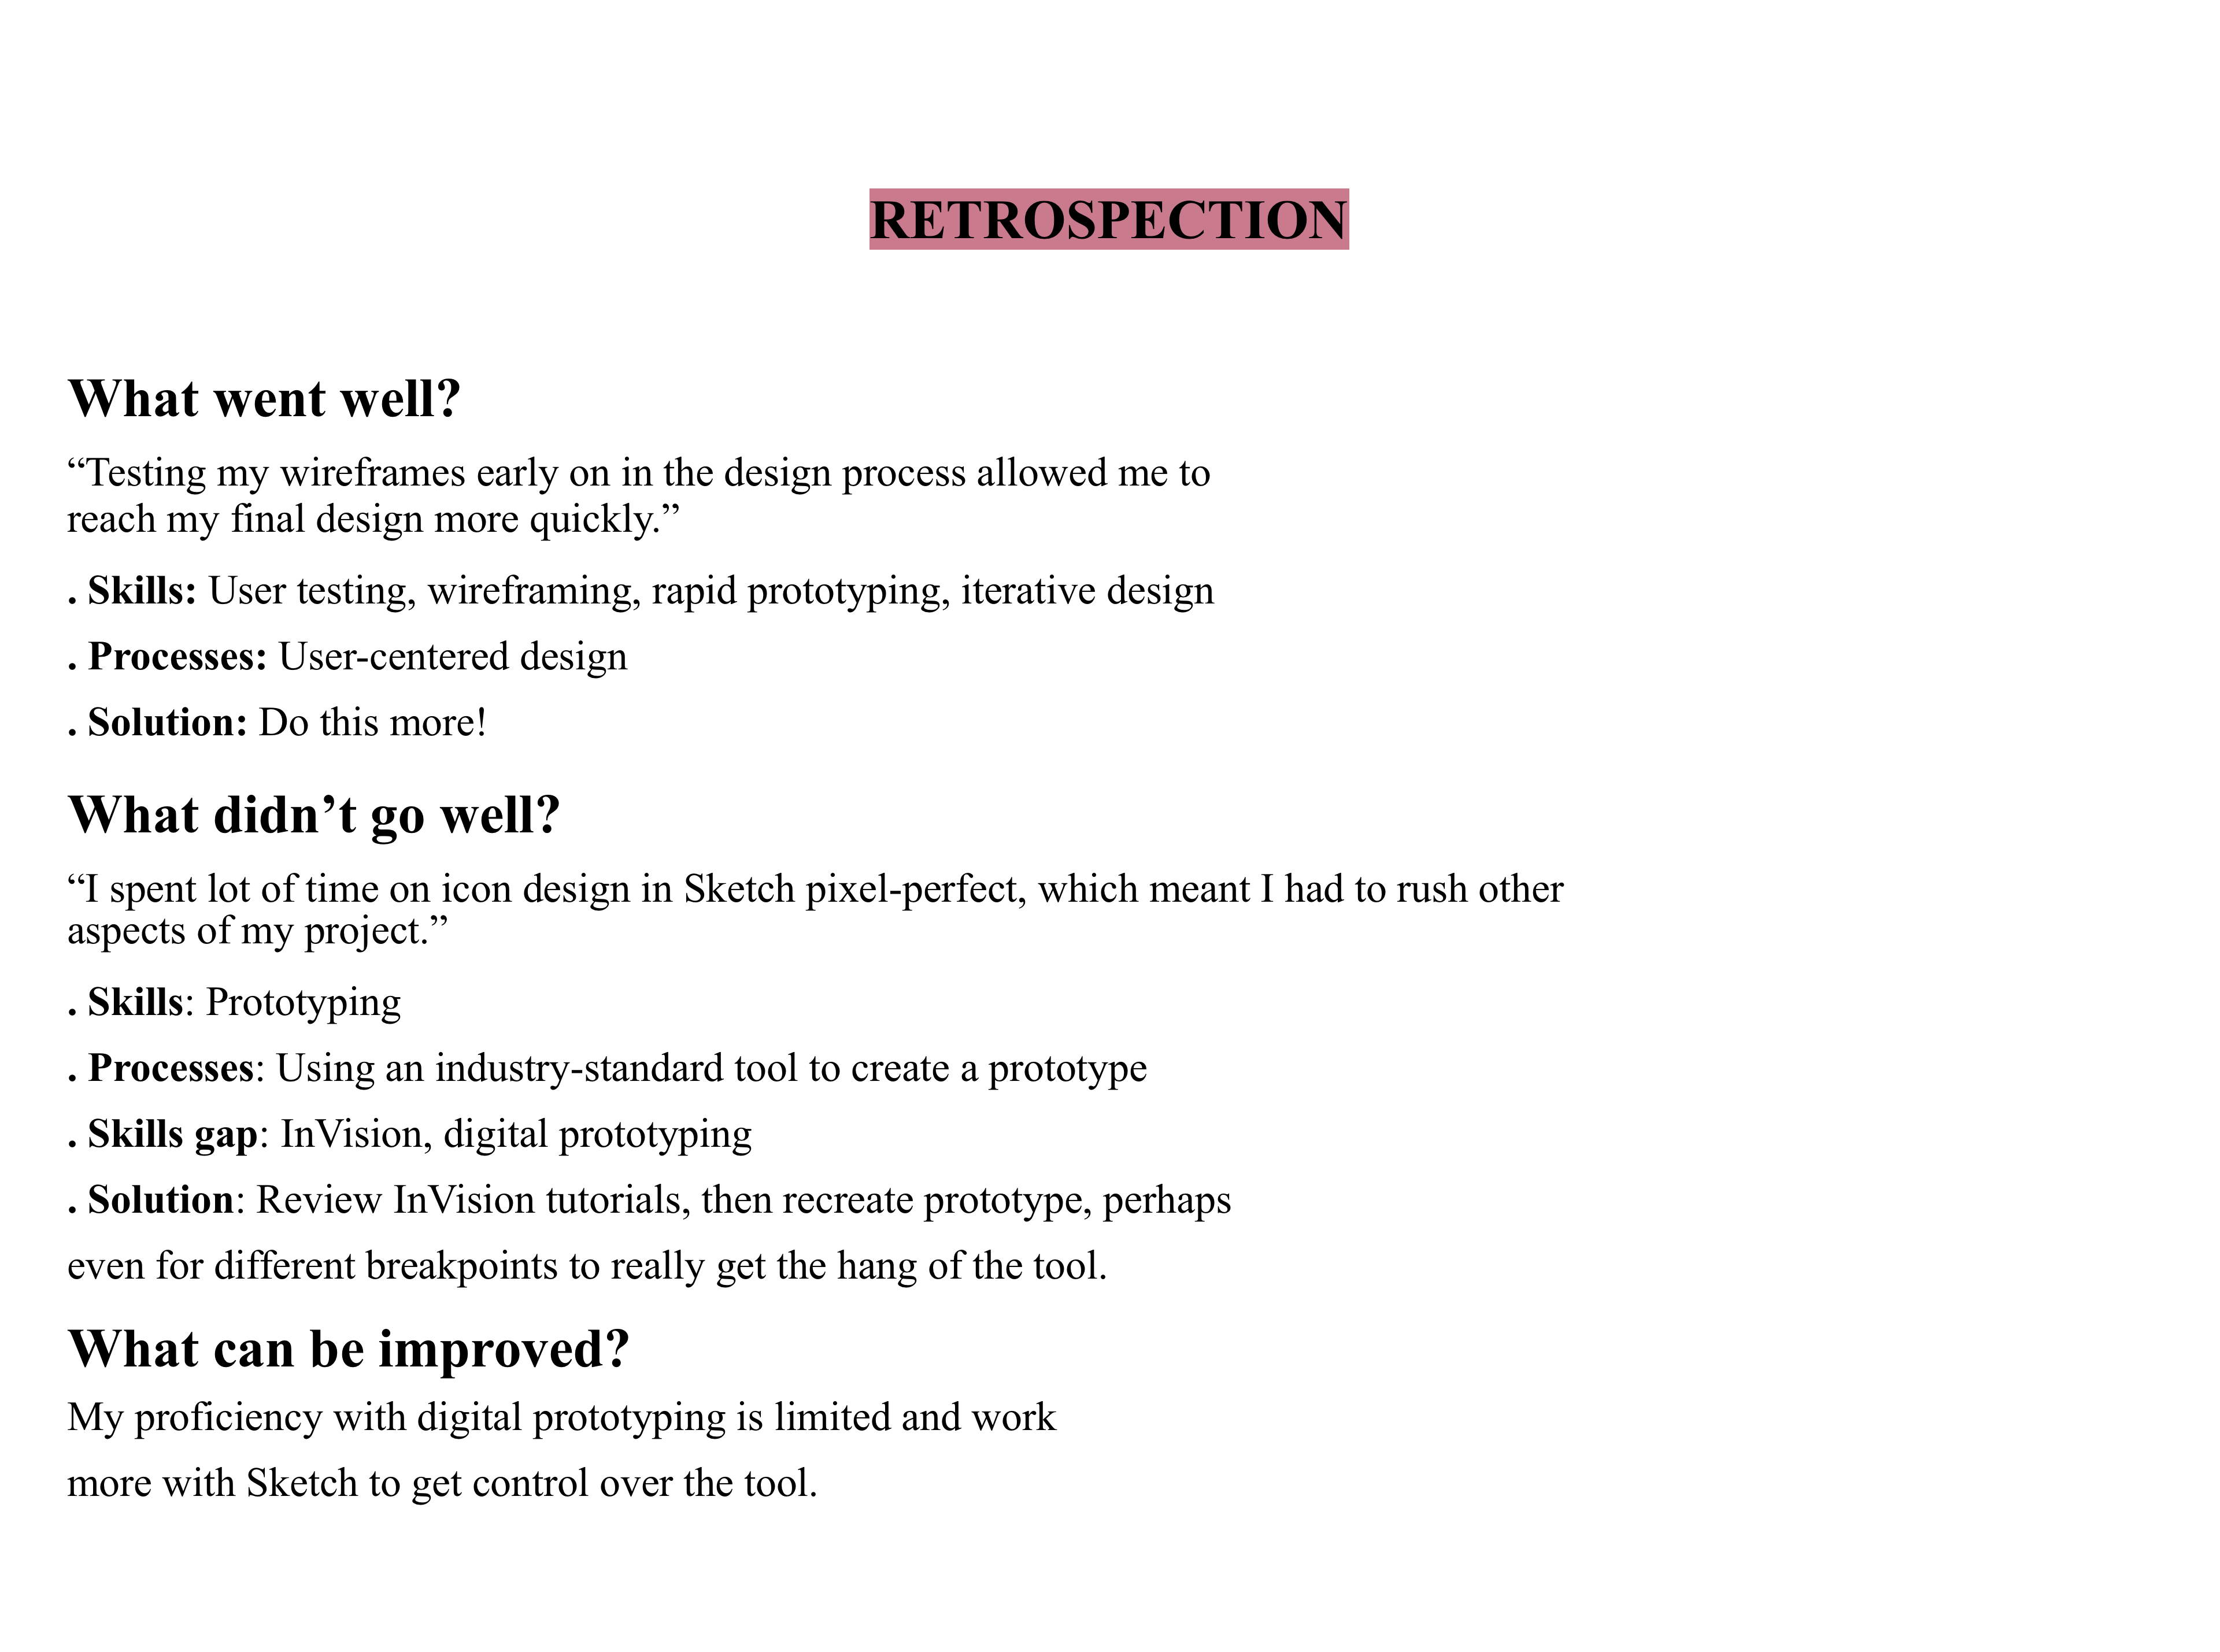 RETROSPECTION
What went well?
“Testing my wireframes early on in the design process allowed me to
reach my final design more quickly.”
. Skills: User testing, wireframing, rapid prototyping, iterative design
. Processes: User-centered design
. Solution: Do this more!
What didn’t go well?
“I spent lot of time on icon design in Sketch pixel-perfect, which meant I had to rush other
aspects of my project.”
. Skills: Prototyping
. Processes: Using an industry-standard tool to create a prototype
. Skills gap: InVision, digital prototyping
. Solution: Review InVision tutorials, then recreate prototype, perhaps
even for different breakpoints to really get the hang of the tool.
What can be improved?
My proficiency with digital prototyping is limited and work
more with Sketch to get control over the tool.